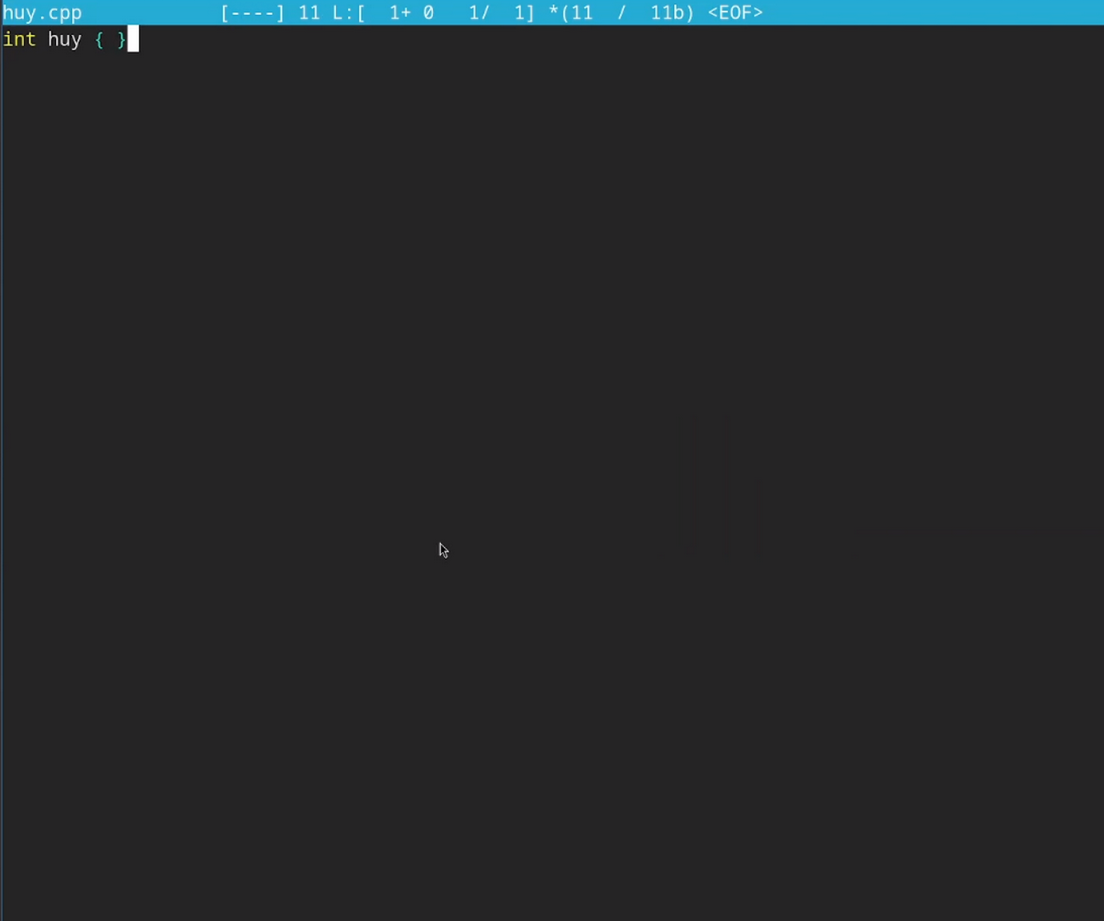 huy.cpp [----] 11 L:[ 1+ 0 1/ 1] *(11 / 11b) <EOF>
int huy { }